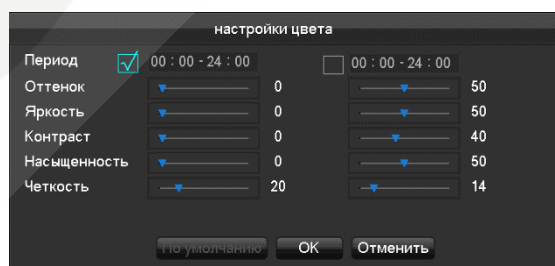 настройки цвета
Период 00 : 00 - 24 : 00 00 : 00 - 24 : 00
Оттенок 0 50
Яркость 0 50
Контраст 0 40
Насыщенность 0 50
Четкость 20 14
По умолчанию OK Отменить